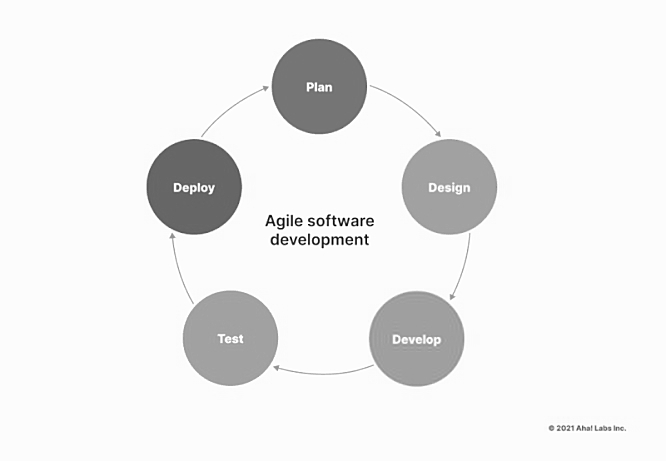 Plan
Deploy
Design
Agile software
development
Test
Develop
© 2021 Aha! Labs Inc.